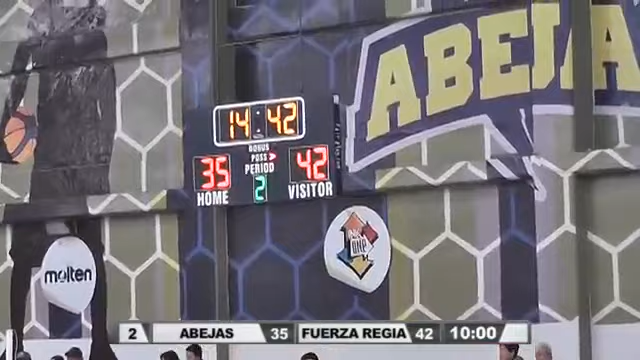 ABEJA
14:42
BONUS
POSS >
35 PERIOD 42
HOME 2 VISITOR
molten
2 ABEJAS 35 FUERZA REGIA 42 10:00